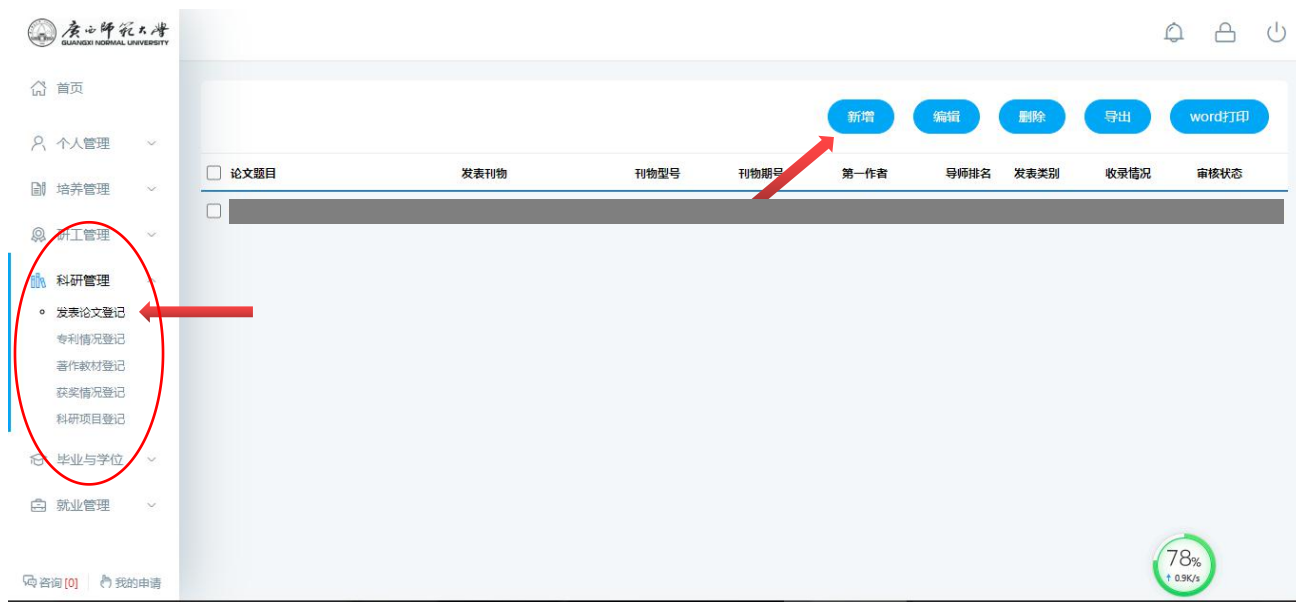 广西师范大学
GUANGXI NORMAL UNIVERSITY
首页
个人管理
培养管理
研工管理
科研管理
发表论文登记
专利情况登记
著作教材登记
获奖情况登记
科研项目登记
毕业与学位
就业管理
咨询[0] 我的申请
新增 编辑 删除 导出 word打印
论文题目 发表刊物 刊物型号 刊物期号 第一作者 导师排名 发表类别 收录情况 审核状态
78%
↑ 0.9K/s